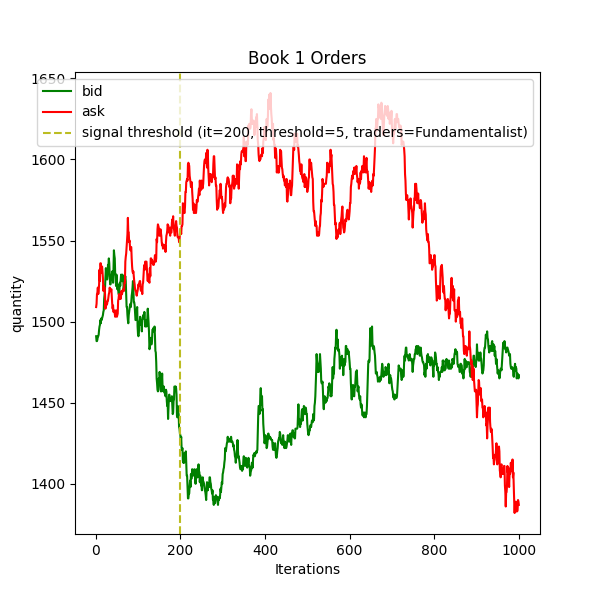 Book 1 Orders
1650
bid
ask
signal threshold (it=200, threshold=5, traders=Fundamentalist)
1600
1550
1500
1450
1400
quantity
0 200 400 600 800 1000
Iterations